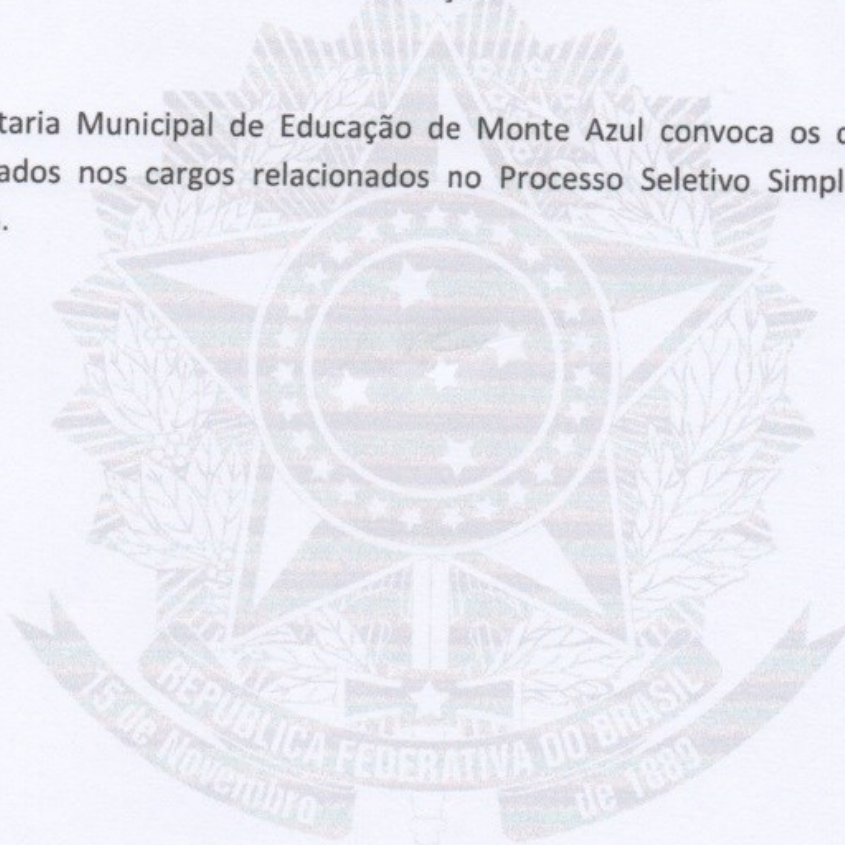 taria Municipal de Educação de Monte Azul convoca os
ados nos cargos relacionados no Processo Seletivo Simpl
.
REPUBLICA FEDERATIVA DO BRASIL
15 de Novembro de 1889